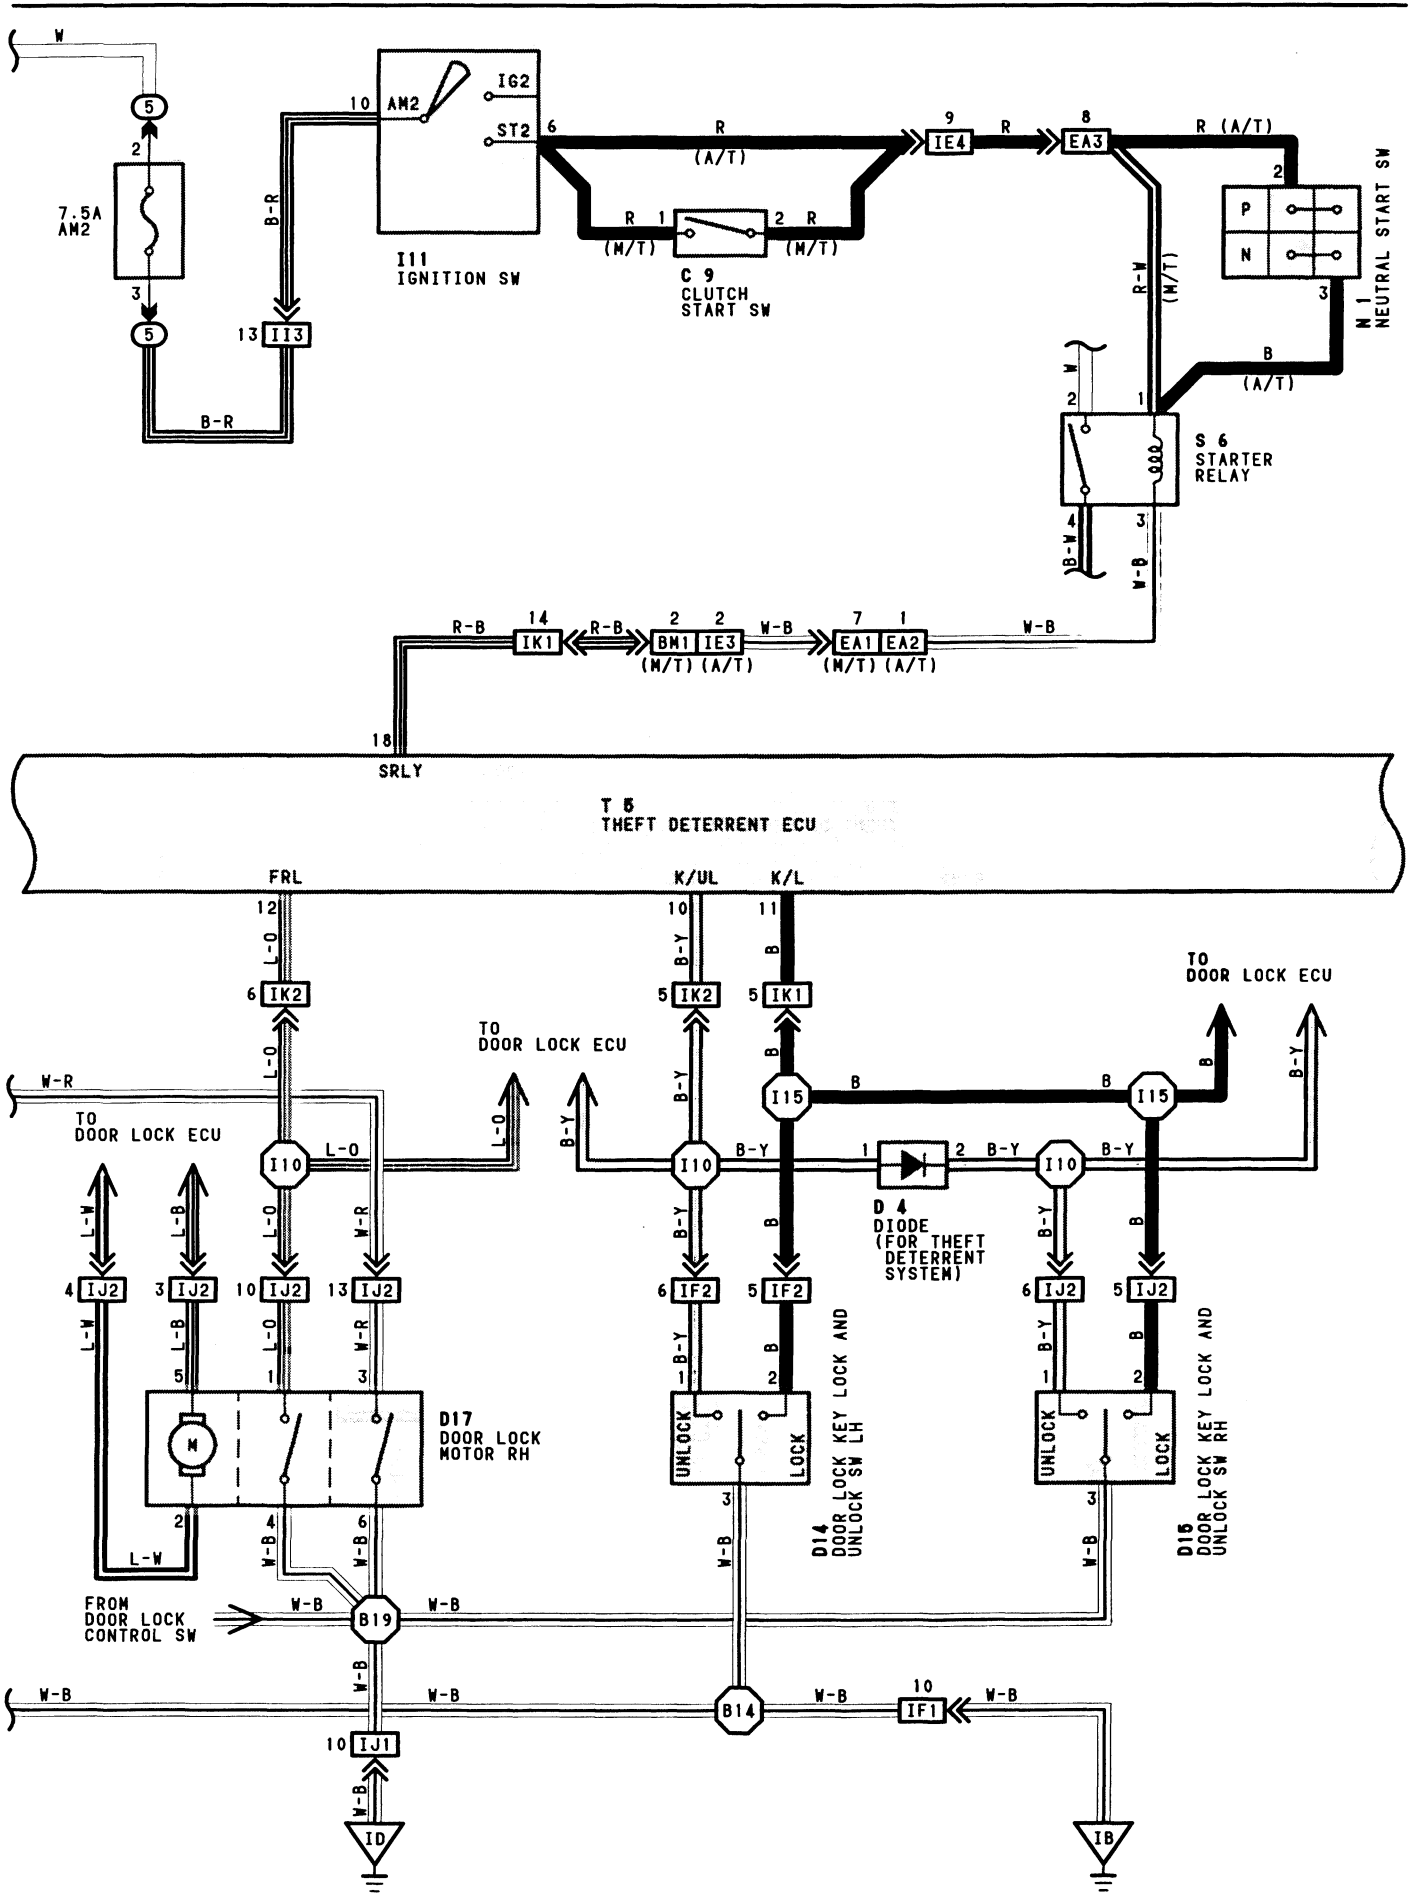 W
5
2
7.5A
AM2
3
5
B-R
B-R
13 II3
10 AM2
IG2
ST2
6
I11
IGNITION SW
R
(A/T)
R
(M/T)
1
2
R
(M/T)
C 9
CLUTCH
START SW
9
IE4
R
8
EA3
R (A/T)
2
P
N
3
N 1
NEUTRAL START SW
R-W
(M/T)
B
(A/T)
W
2
1
S 6
STARTER
RELAY
4
3
B-W
W-B
R-B
14
IK1
R-B
2 2
BM1 IE3
(M/T) (A/T)
W-B
7 1
EA1 EA2
(M/T) (A/T)
W-B
18
SRLY
T 5
THEFT DETERRENT ECU
FRL
K/UL
K/L
12
10
11
L-O
B-Y
B
6 IK2
5 IK2
5 IK1
TO
DOOR LOCK ECU
TO
DOOR LOCK ECU
L-O
B-Y
B
B
B-Y
W-R
I15
B
B
I15
TO
DOOR LOCK ECU
L-O
B-Y
I10
L-O
I10
B-Y
1
2
B-Y
I10
B-Y
D 4
DIODE
(FOR THEFT
DETERRENT
SYSTEM)
L-W
L-B
L-O
W-R
B-Y
B
B-Y
B
4 IJ2
3 IJ2
10 IJ2
13 IJ2
6 IF2
5 IF2
6 IJ2
5 IJ2
L-W
L-B
L-O
W-R
B-Y
B
B-Y
B
5
1
3
1
2
1
2
M
D17
DOOR LOCK
MOTOR RH
UNLOCK
LOCK
D14
DOOR LOCK KEY LOCK AND
UNLOCK SW LH
UNLOCK
LOCK
D15
DOOR LOCK KEY LOCK AND
UNLOCK SW RH
2
4
6
3
3
L-W
W-B
W-B
W-B
W-B
FROM
DOOR LOCK
CONTROL SW
W-B
B19
W-B
W-B
W-B
W-B
B14
W-B
10
IF1
W-B
10 IJ1
W-B
ID
IB